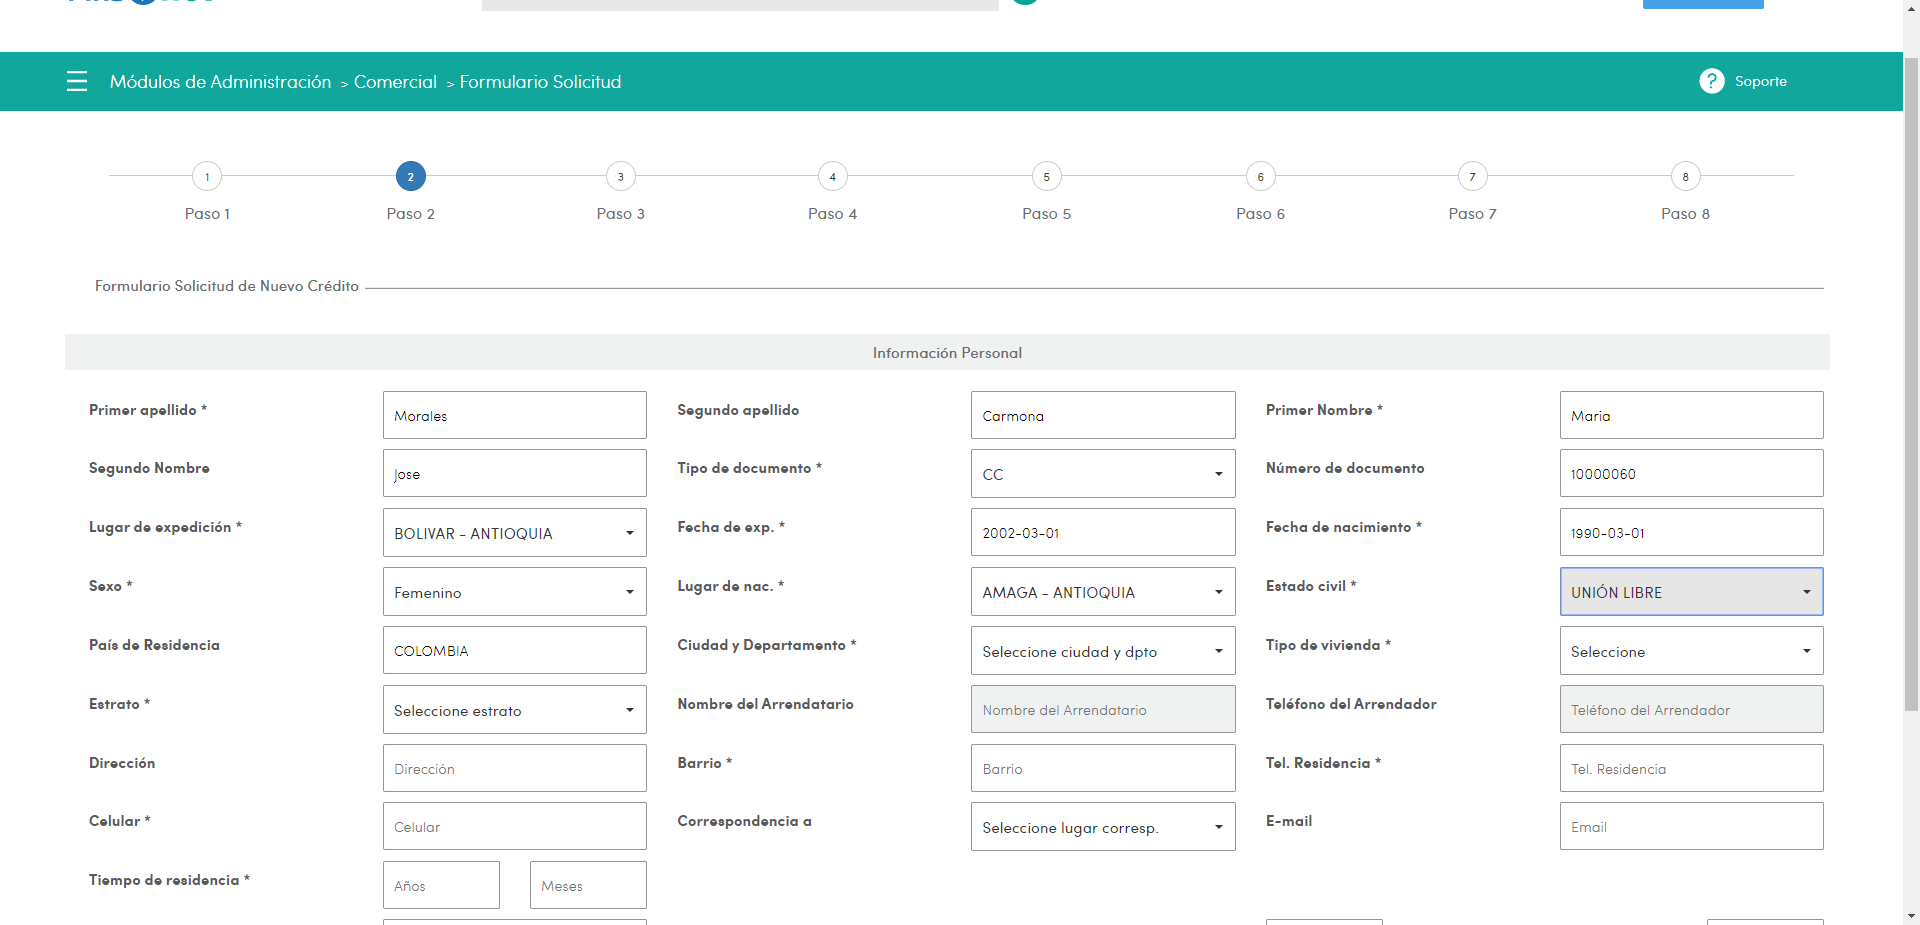 Módulos de Administración > Comercial > Formulario Solicitud
? Soporte
1 2 3 4 5 6 7 8
Paso 1 Paso 2 Paso 3 Paso 4 Paso 5 Paso 6 Paso 7 Paso 8
Formulario Solicitud de Nuevo Crédito
Información Personal
Primer apellido * Morales Segundo apellido Carmona Primer Nombre * Maria
Segundo Nombre Jose Tipo de documento * CC Número de documento 10000060
Lugar de expedición * BOLIVAR - ANTIOQUIA Fecha de exp. * 2002-03-01 Fecha de nacimiento * 1990-03-01
Sexo * Femenino Lugar de nac. * AMAGA - ANTIOQUIA Estado civil * UNIÓN LIBRE
País de Residencia COLOMBIA Ciudad y Departamento * Seleccione ciudad y dpto Tipo de vivienda * Seleccione
Estrato * Seleccione estrato Nombre del Arrendatario Nombre del Arrendatario Teléfono del Arrendador Teléfono del Arrendador
Dirección Dirección Barrio * Barrio Tel. Residencia * Tel. Residencia
Celular * Celular Correspondencia a Seleccione lugar corresp. E-mail Email
Tiempo de residencia * Años Meses